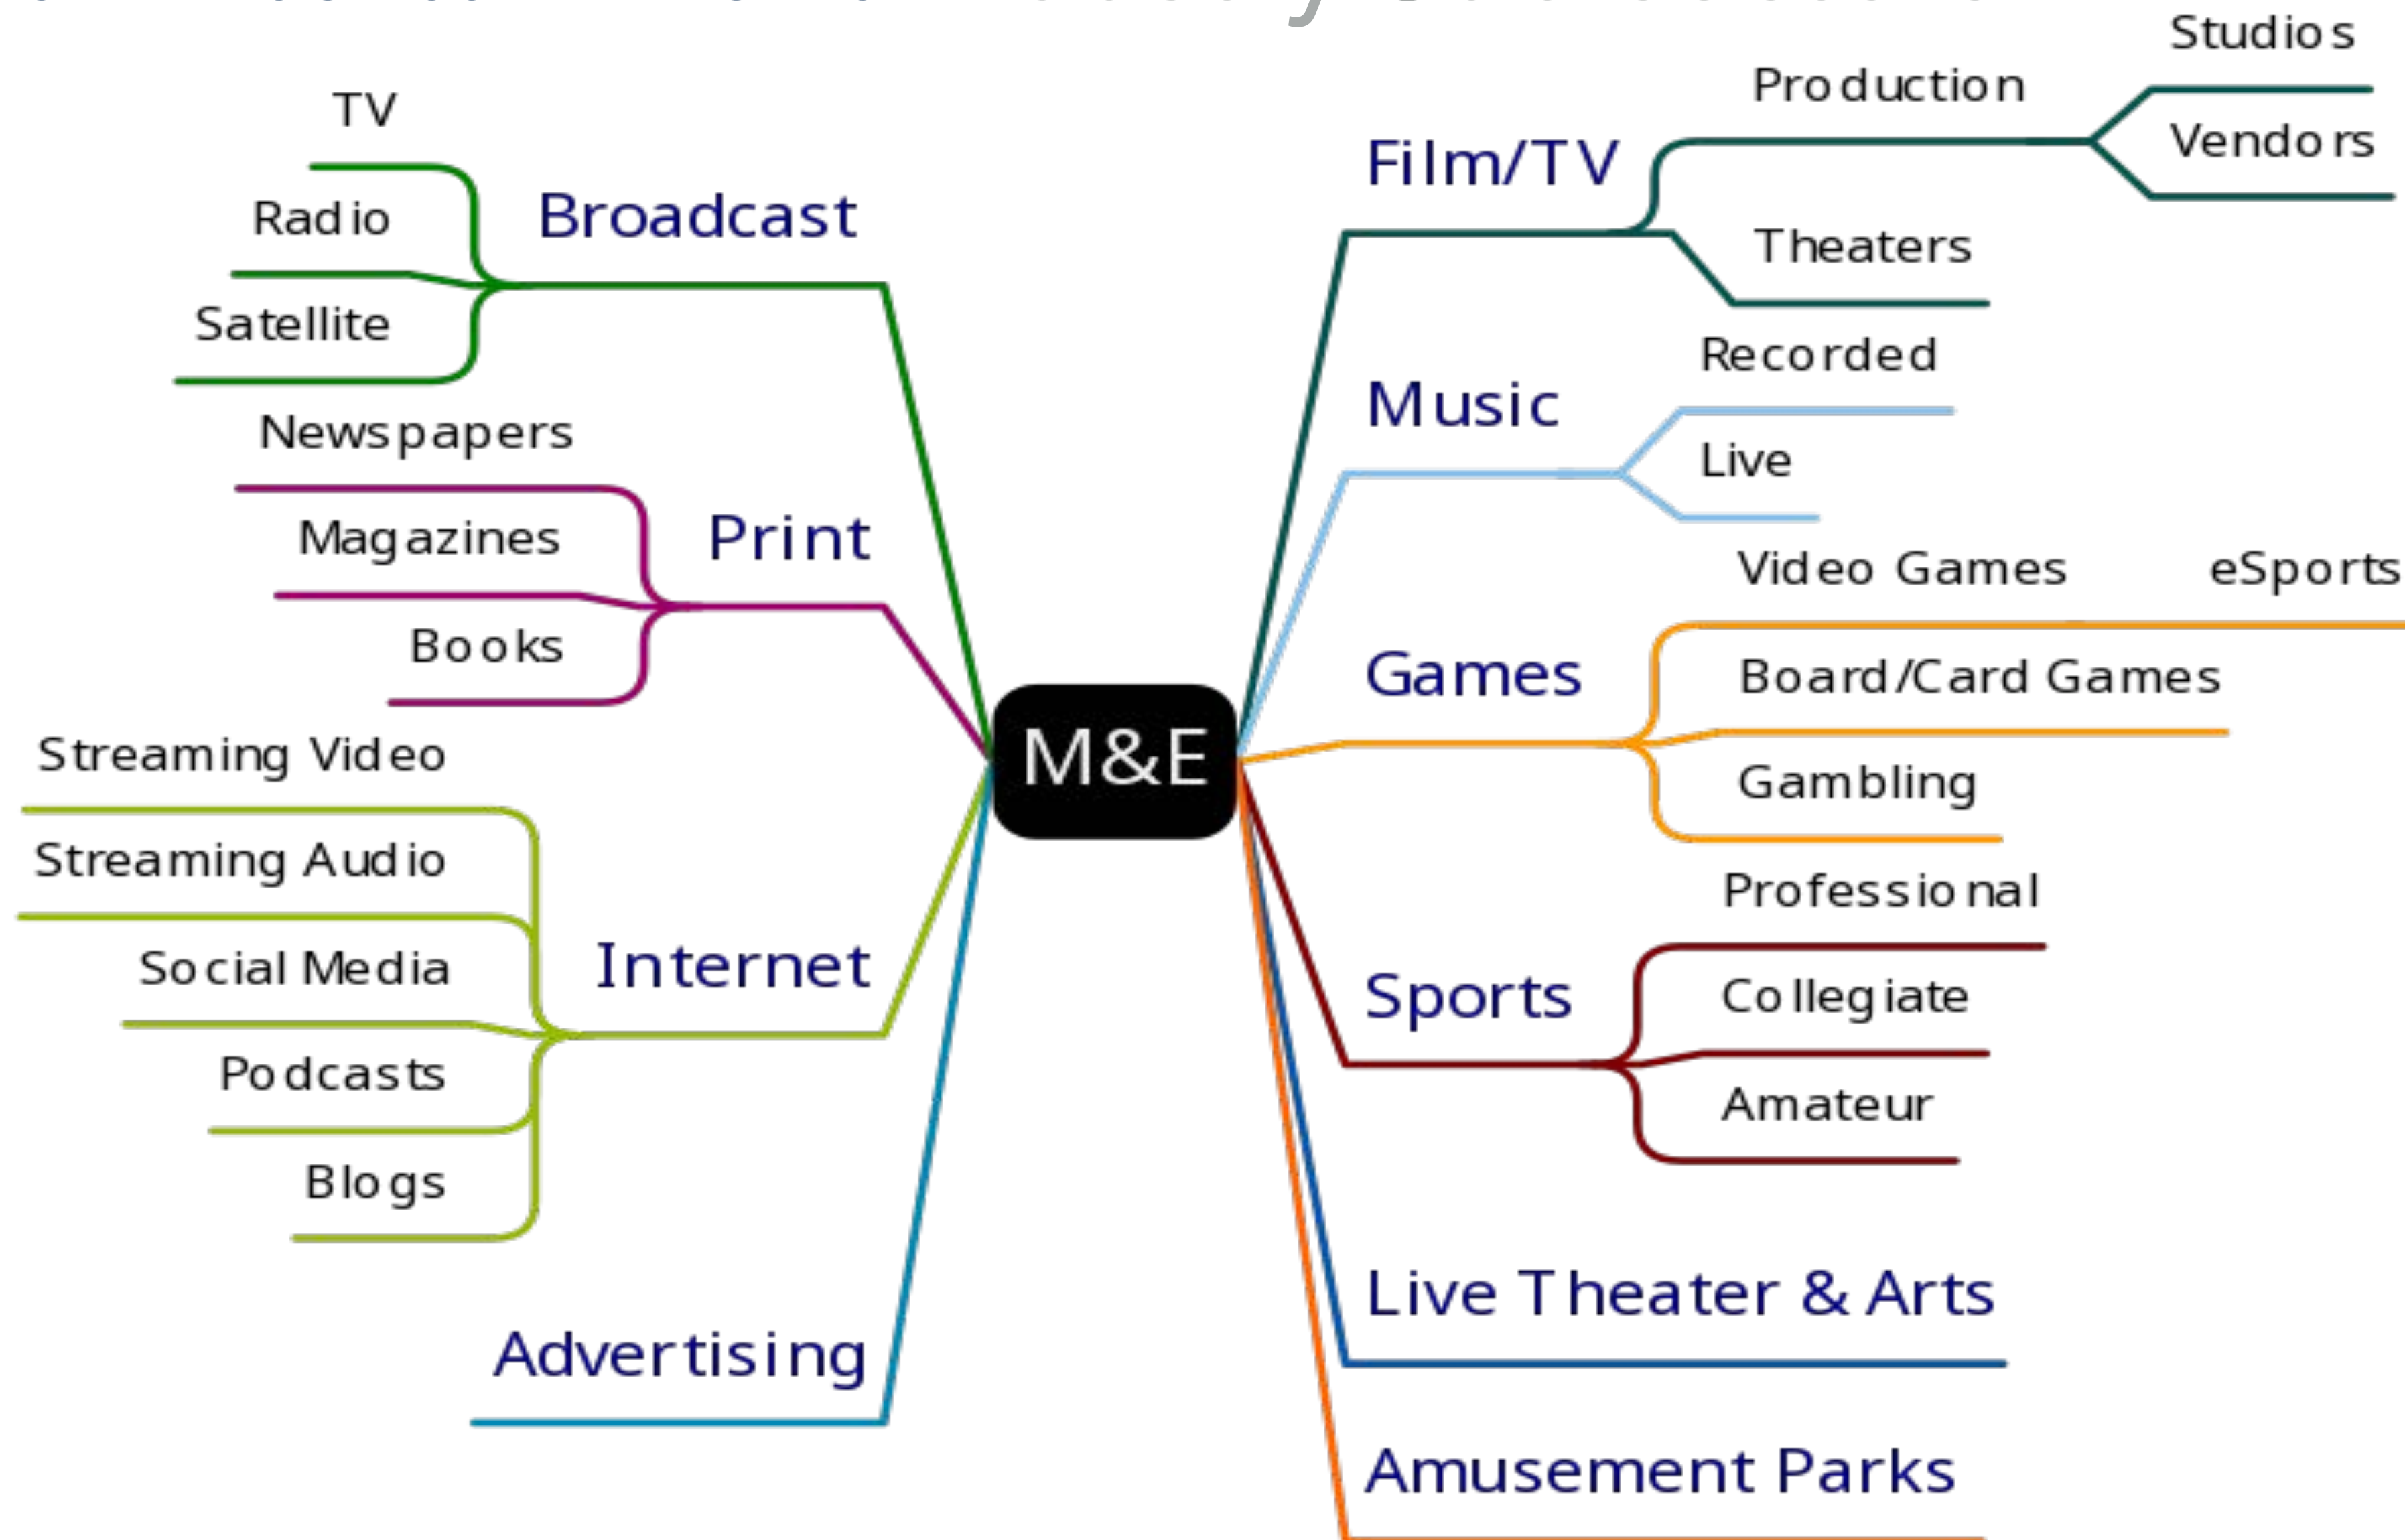 Studios
Production
Vendors
Film/TV
Theaters
Recorded
Music
Live
Video Games
eSports
Games
Board/Card Games
Gambling
Professional
Sports
Collegiate
Amateur
Live Theater & Arts
Amusement Parks
M&E
TV
Radio
Broadcast
Satellite
Newspapers
Magazines
Print
Books
Streaming Video
Streaming Audio
Social Media
Internet
Podcasts
Blogs
Advertising